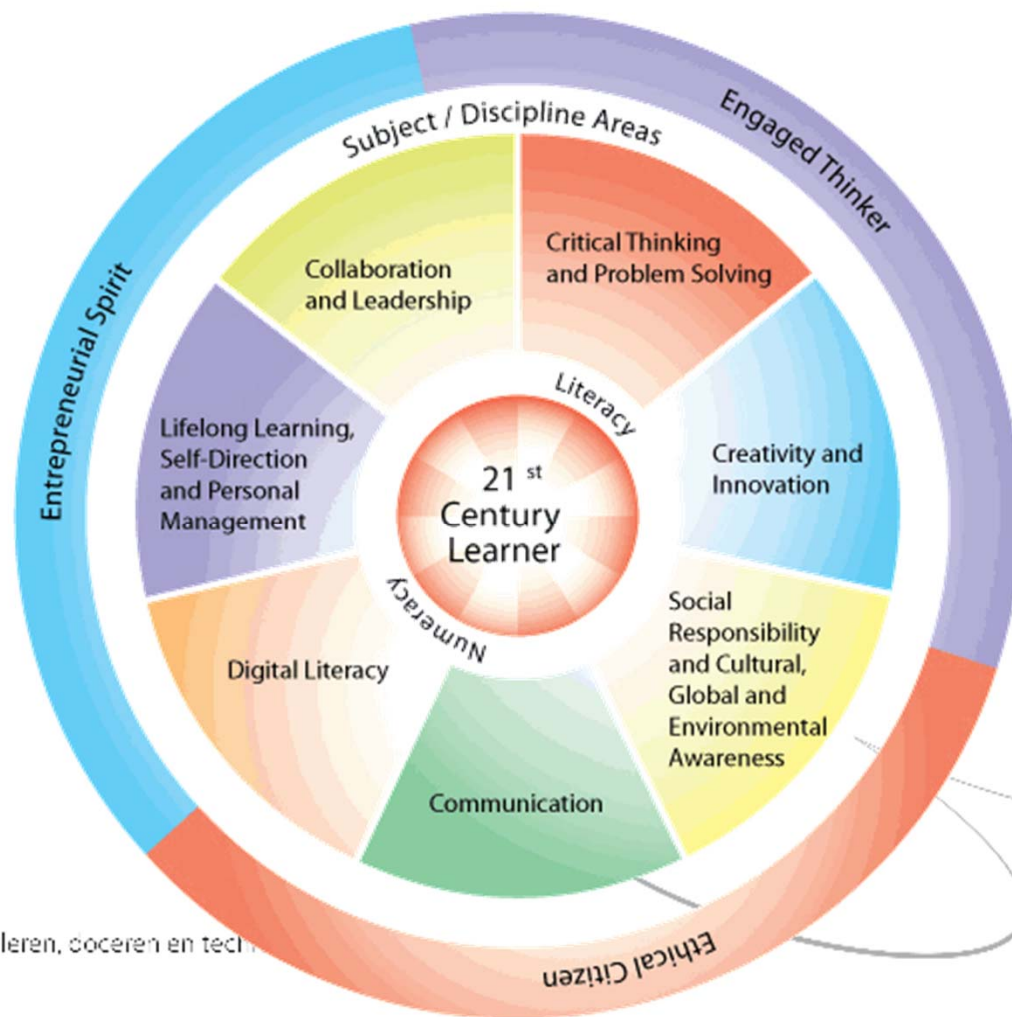 Subject / Discipline Areas
Engaged Thinker
Entrepreneurial Spirit
Ethical Citizen
Collaboration
and Leadership
Critical Thinking
and Problem Solving
Creativity and
Innovation
Social
Responsibility
and Cultural,
Global and
Environmental
Awareness
Communication
Digital Literacy
Lifelong Learning,
Self-Direction
and Personal
Management
Literacy
21 st
Century
Learner
Numeracy
leren, doceren en